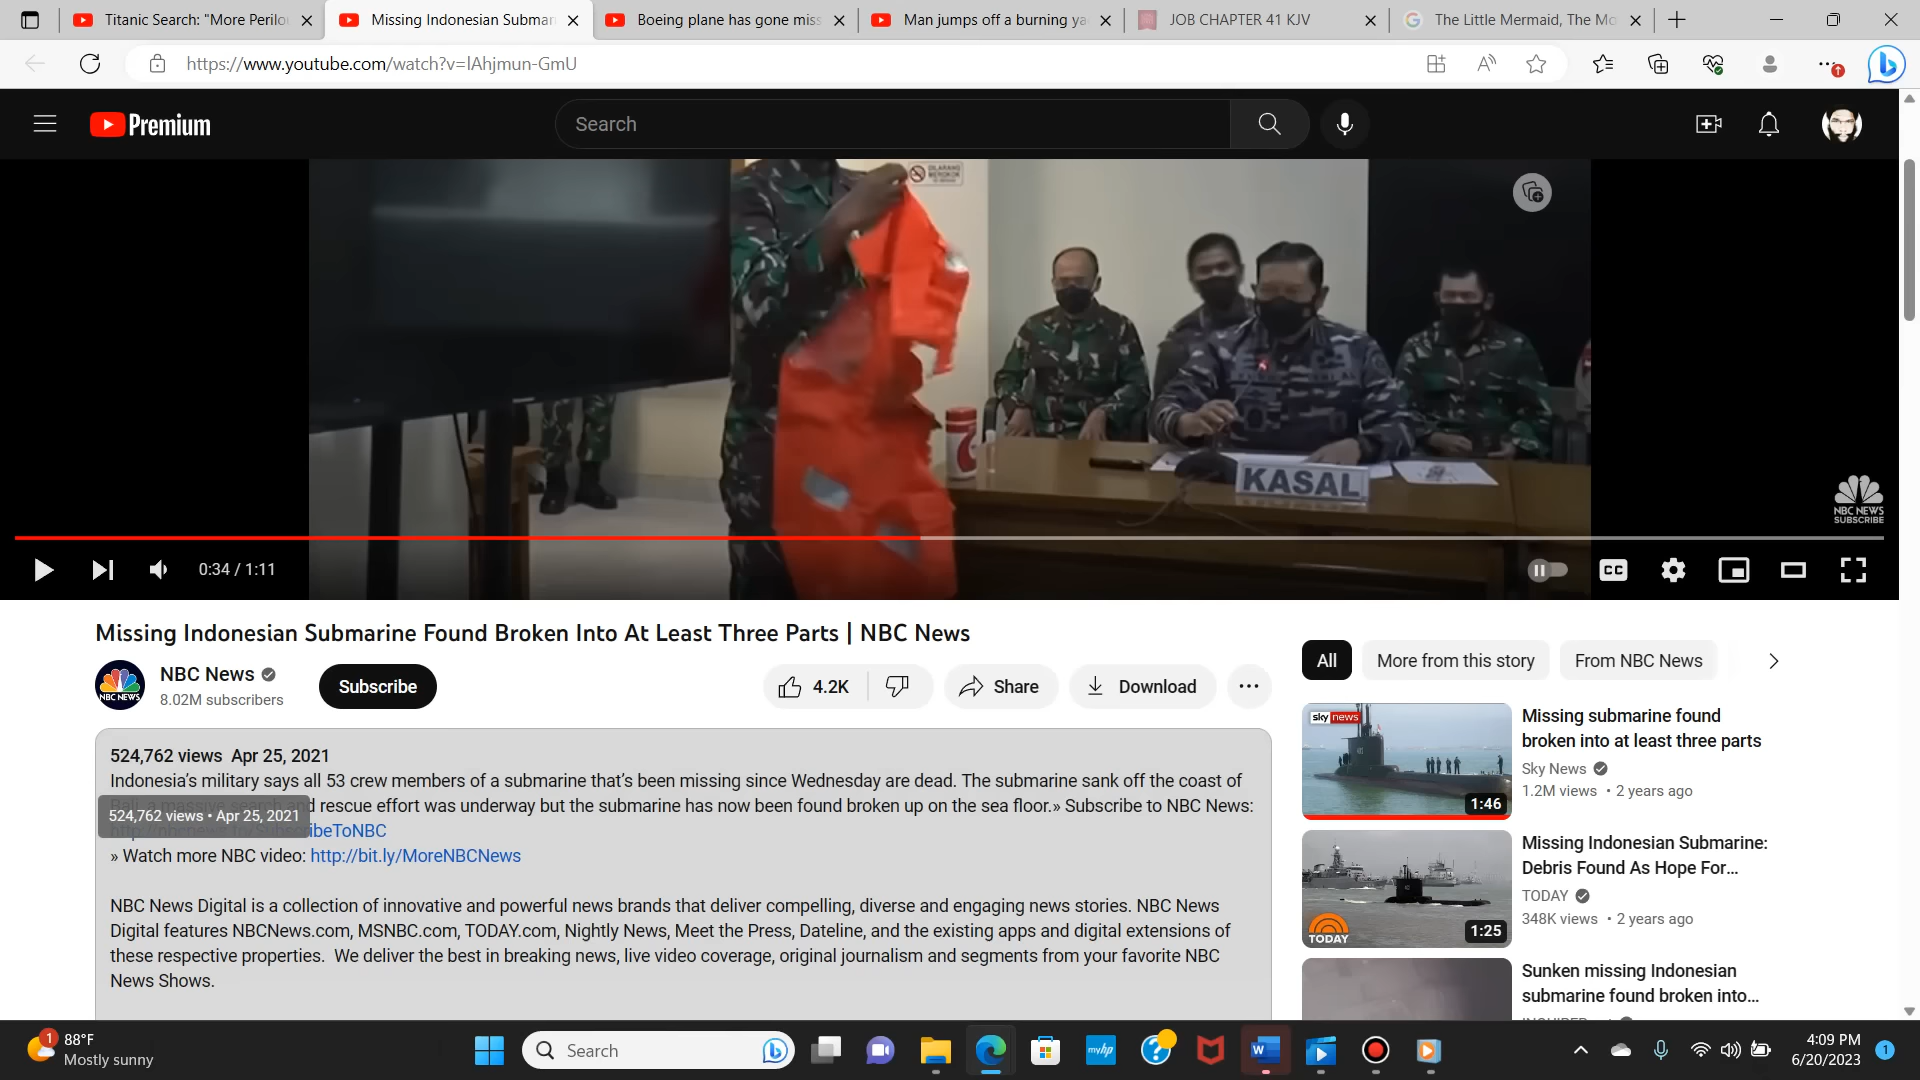 Titanic Search: "More Perilo
Missing Indonesian Submar
Boeing plane has gone miss
Man jumps off a burning ya
JOB CHAPTER 41 KJV
The Little Mermaid, The Mo
https://www.youtube.com/watch?v=lAhjmun-GmU
Premium
Search
DILARANG
MEROKOK
KASAL
NBC NEWS
SUBSCRIBE
0:34 / 1:11
CC
Missing Indonesian Submarine Found Broken Into At Least Three Parts | NBC News
NBC NEWS
NBC News
8.02M subscribers
Subscribe
4.2K
Share
Download
524,762 views Apr 25, 2021
Indonesia's military says all 53 crew members of a submarine that's been missing since Wednesday are dead. The submarine sank off the coast of
Bali, a massive search and rescue effort was underway but the submarine has now been found broken up on the sea floor.» Subscribe to NBC News:
524,762 views • Apr 25, 2021
ibeToNBC
» Watch more NBC video: http://bit.ly/MoreNBCNews
NBC News Digital is a collection of innovative and powerful news brands that deliver compelling, diverse and engaging news stories. NBC News
Digital features NBCNews.com, MSNBC.com, TODAY.com, Nightly News, Meet the Press, Dateline, and the existing apps and digital extensions of
these respective properties. We deliver the best in breaking news, live video coverage, original journalism and segments from your favorite NBC
News Shows.
All
More from this story
From NBC News
sky news
1:46
Missing submarine found
broken into at least three parts
Sky News
1.2M views • 2 years ago
TODAY
1:25
Missing Indonesian Submarine:
Debris Found As Hope For...
TODAY
348K views • 2 years ago
Sunken missing Indonesian
submarine found broken into...
1
88°F
Mostly sunny
Search
myhp
W
4:09 PM
6/20/2023
1